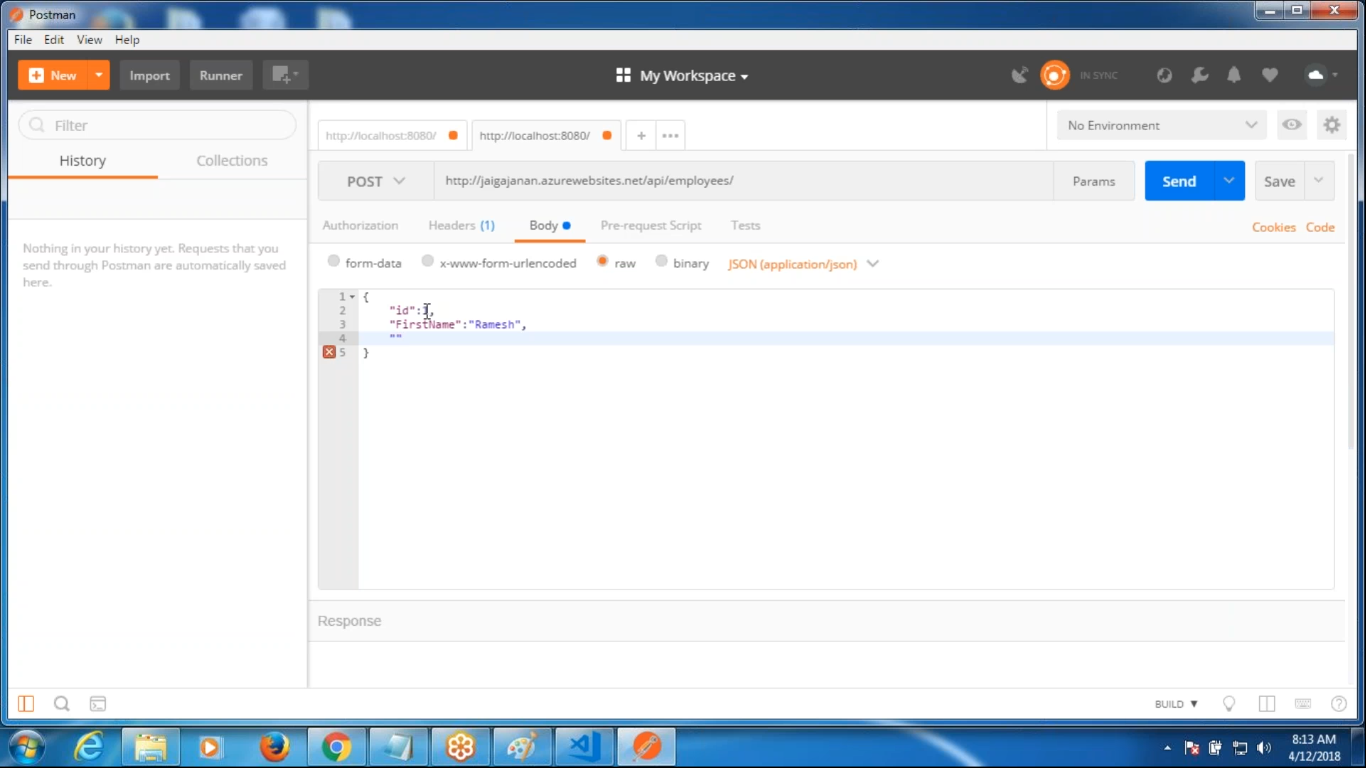 Postman
File Edit View Help
New Import Runner My Workspace IN SYNC
Filter
History Collections
Nothing in your history yet. Requests that you
send through Postman are automatically saved
here.
http://localhost:8080/ http://localhost:8080/ + ••• No Environment
POST http://jaigajanan.azurewebsites.net/api/employees/ Params Send Save
Authorization Headers (1) Body Pre-request Script Tests Cookies Code
form-data x-www-form-urlencoded raw binary JSON (application/json)
1 {
2 "id":1,
3 "FirstName":"Ramesh",
4 ""
5 }
Response
BUILD
8:13 AM
4/12/2018